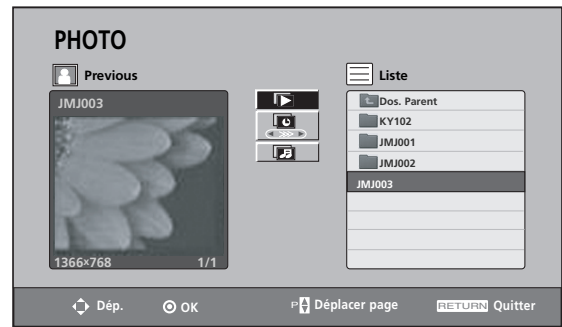 PHOTO
Previous
JMJ003
1366×768 1/1
Liste
Dos. Parent
KY102
JMJ001
JMJ002
JMJ003
Dép. OK P Déplacer page RETURN Quitter